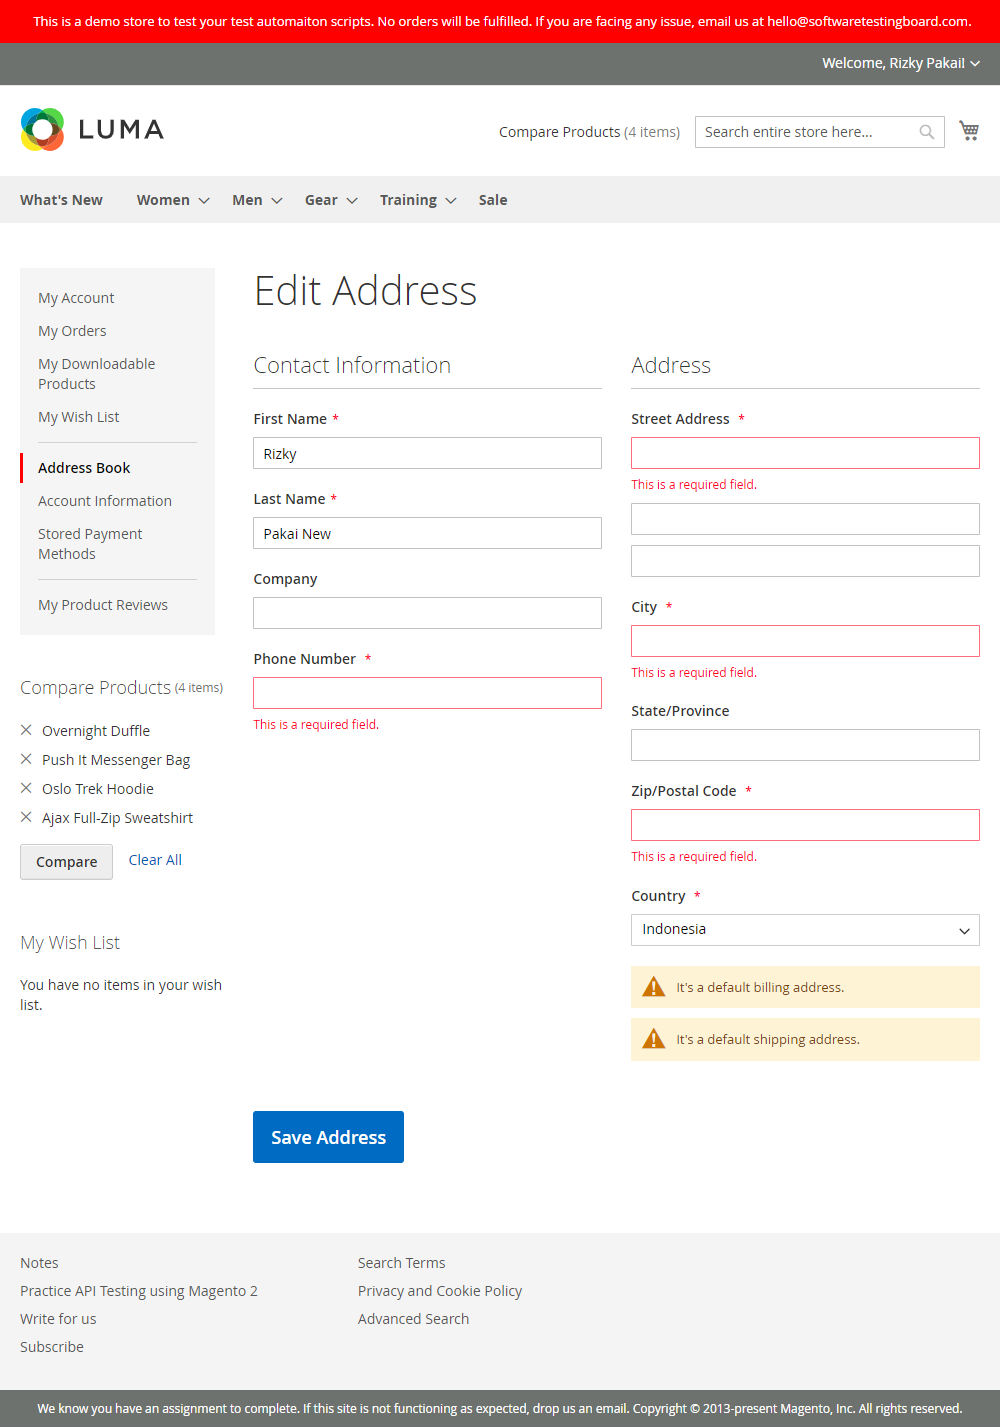 This is a demo store to test your test automaiton scripts. No orders will be fulfilled. If you are facing any issue, email us at hello@softwaretestingboard.com.
Welcome, Rizky Pakai!
LUMA
Compare Products (4 items)
Search entire store here...
What's New
Women
Men
Gear
Training
Sale
My Account
My Orders
My Downloadable
Products
My Wish List
Address Book
Account Information
Stored Payment
Methods
My Product Reviews
Compare Products (4 items)
Overnight Duffle
Push It Messenger Bag
Oslo Trek Hoodie
Ajax Full-Zip Sweatshirt
Compare
Clear All
My Wish List
You have no items in your wish
list.
Edit Address
Contact Information
First Name *
Rizky
Last Name *
Pakai New
Company
Phone Number *
This is a required field.
Address
Street Address *
This is a required field.
City *
This is a required field.
State/Province
Zip/Postal Code *
This is a required field.
Country *
Indonesia
It's a default billing address.
It's a default shipping address.
Save Address
Notes
Practice API Testing using Magento 2
Write for us
Subscribe
Search Terms
Privacy and Cookie Policy
Advanced Search
We know you have an assignment to complete. If this site is not functioning as expected, drop us an email. Copyright © 2013-present Magento, Inc. All rights reserved.